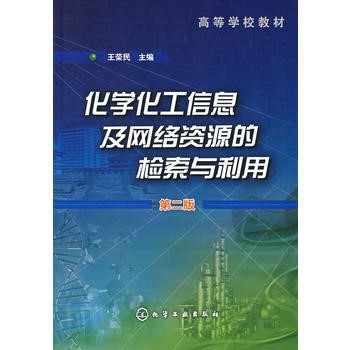 高等学校教材
王荣民 主编
化学化工信息
及网络资源的
检索与利用
第二版
化学工业出版社